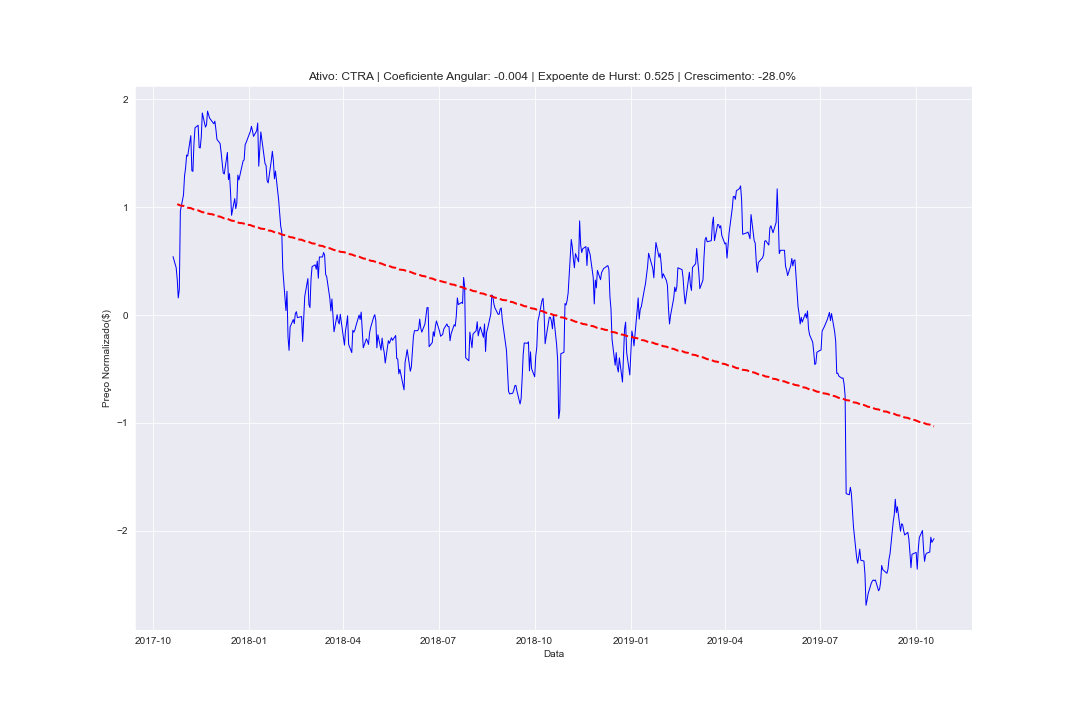 Ativo: CTRA | Coeficiente Angular: -0.004 | Expoente de Hurst: 0.525 | Crescimento: -28.0%
2
1
0
−1
−2
Preço Normalizado($)
2017-10 2018-01 2018-04 2018-07 2018-10 2019-01 2019-04 2019-07 2019-10
Data